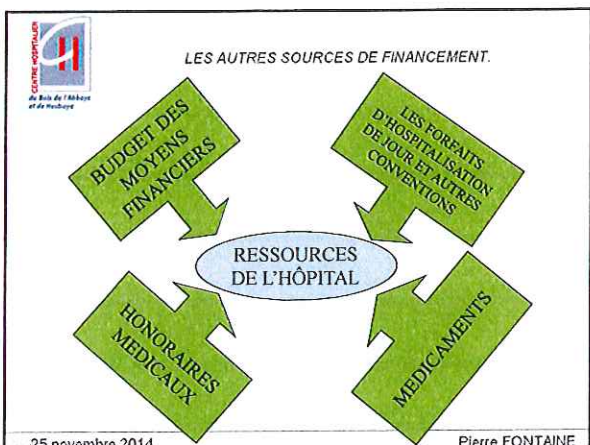 CENTRE HOSPITALIER
du Bois de l'Abbaye
et de Hesbaye
LES AUTRES SOURCES DE FINANCEMENT.
BUDGET DES
MOYENS
FINANCIERS
LES FORFAITS
D'HOSPITALISATION
DE JOUR ET AUTRES
CONVENTIONS
RESSOURCES
DE L'HÔPITAL
HONORAIRES
MEDICAUX
MEDICAMENTS
25 novembre 2014
Pierre FONTAINE